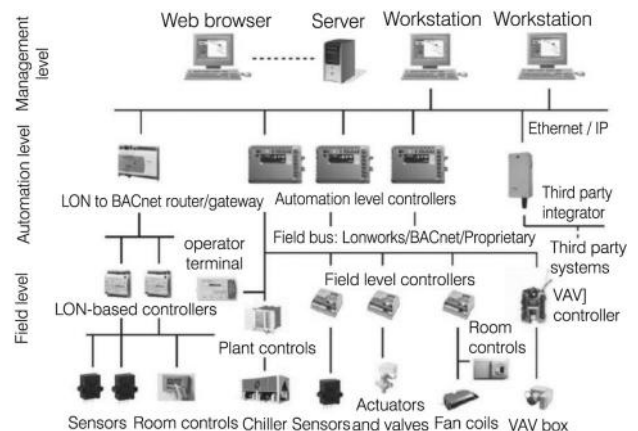 Web browser
Server
Workstation
Workstation
Management
level
Ethernet / IP
Automation level
LON to BACnet router/gateway
Automation level controllers
Third party
integrator
Field bus: Lonworks/BACnet/Proprietary
operator
terminal
Third party
systems
Field level
Field level controllers
LON-based controllers
VAV]
controller
Plant controls
Room
controls
Sensors
Room controls
Chiller
Sensors
Actuators
and valves
Fan coils
VAV box